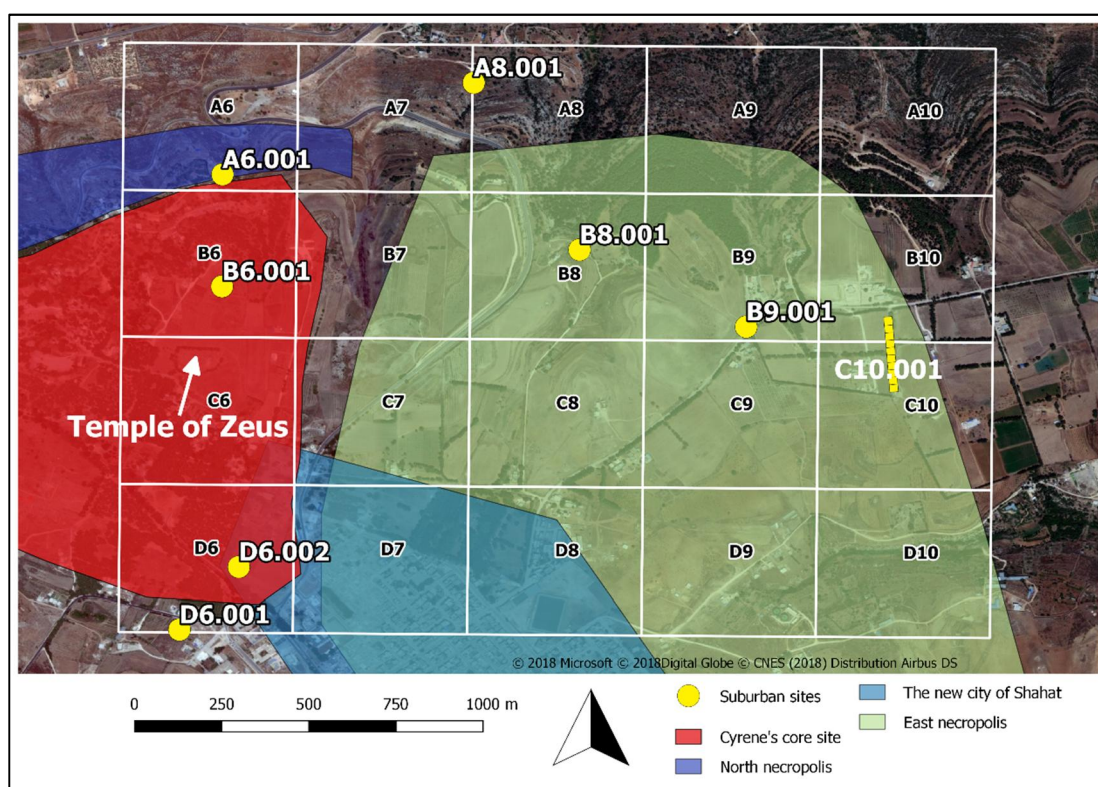 A8.001
A6
A7
A8
A9
A10
A6.001
B8.001
B6
B7
B8
B9
B10
B6.001
B9.001
C10.001
C6
C7
C8
C9
C10
Temple of Zeus
D6
D7
D8
D9
D10
D6.002
D6.001
© 2018 Microsoft © 2018Digital Globe © CNES (2018) Distribution Airbus DS
0 250 500 750 1000 m
Suburban sites
Cyrene's core site
North necropolis
The new city of Shahat
East necropolis